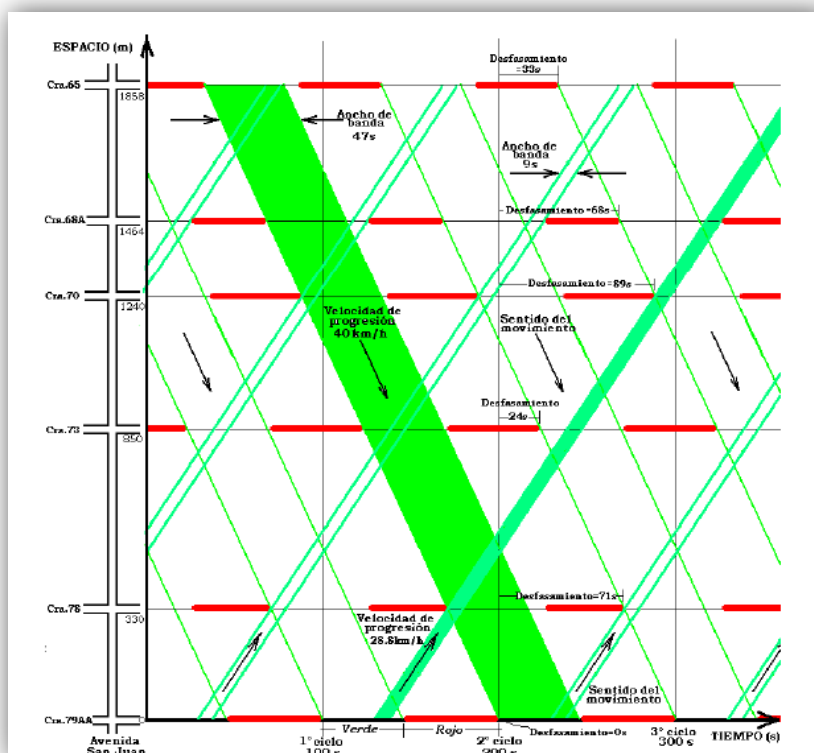 ESPACIO (m)
Desfasamiento
=33s
Cra.65
1858
Ancho de
banda
47s
Ancho de
banda
9s
Desfasamiento=68s
Cra.68A
1464
Desfasamiento=89s
Cra.70
1240
Velocidad de
progresión
40 km/h
Sentido del
movimiento
Desfasamiento
24s
Cra.73
850
Desfasamiento=71s
Cra.78
330
Velocidad de
progresión
28.8km/h
Sentido del
movimiento
Cra.79AA
0
Verde
Rojo
Desfasamiento=0s
TIEMPO (s)
Avenida
San Juan
1° ciclo
100 s
2° ciclo
200 s
3° ciclo
300 s